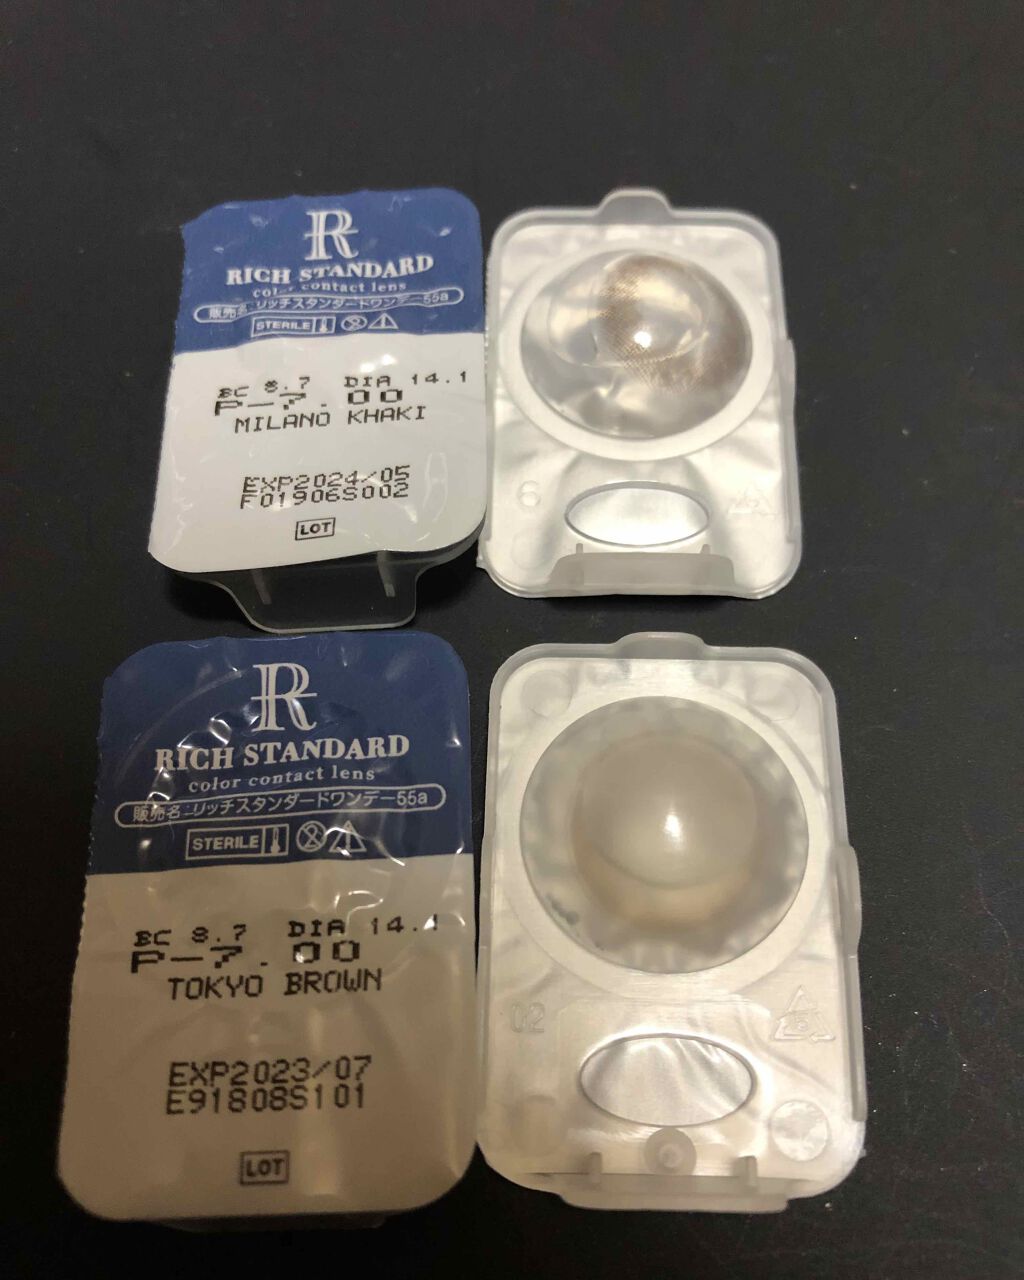 R
RICH STANDARD
color contact lens
販売名:リッチスタンダードワンデー55a
STERILE
BC 8.7 DIA 14.1
P-7.00
MILANO KHAKI
EXP2024/05
F01906S002
LOT
6
R
RICH STANDARD
color contact lens
販売名:リッチスタンダードワンデー55a
STERILE
BC 8.7 DIA 14.1
P-7.00
TOKYO BROWN
EXP2023/07
E91808S101
LOT
02
5